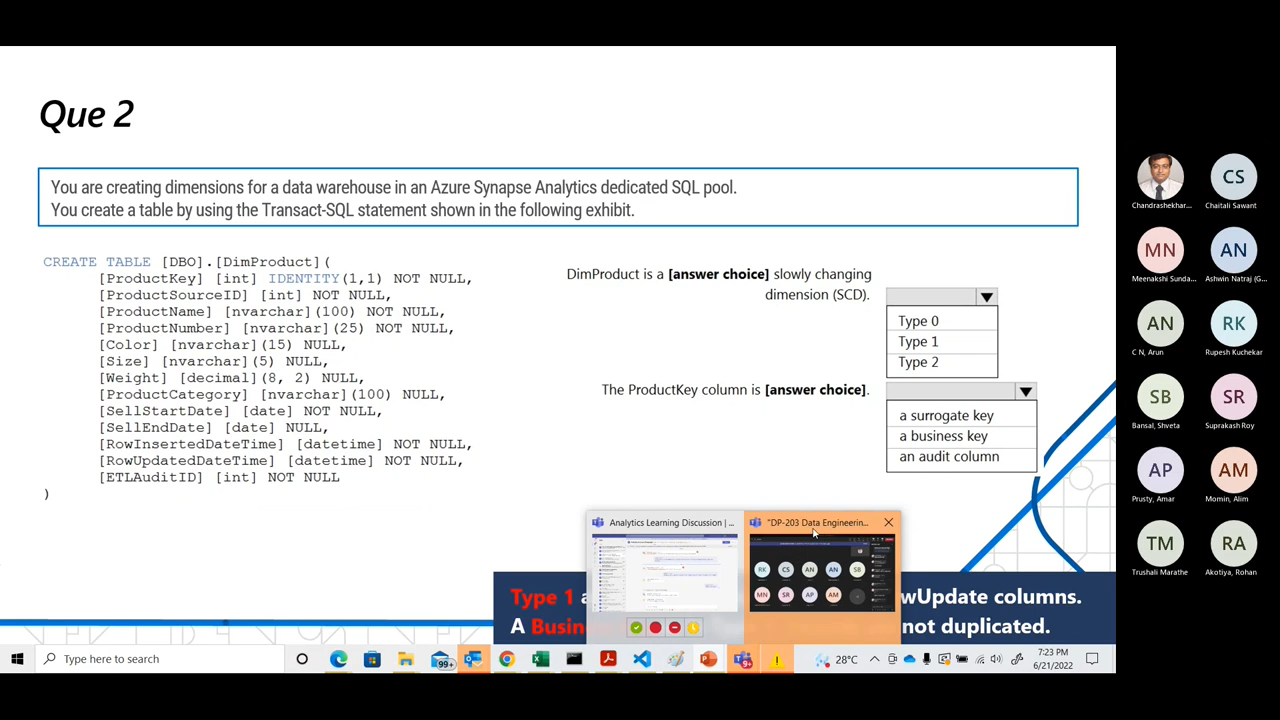 Que 2
You are creating dimensions for a data warehouse in an Azure Synapse Analytics dedicated SQL pool.
You create a table by using the Transact-SQL statement shown in the following exhibit.
CREATE TABLE [DBO].[DimProduct](
[ProductKey] [int] IDENTITY(1,1) NOT NULL,
[ProductSourceID] [int] NOT NULL,
[ProductName] [nvarchar](100) NOT NULL,
[ProductNumber] [nvarchar](25) NOT NULL,
[Color] [nvarchar](15) NULL,
[Size] [nvarchar](5) NULL,
[Weight] [decimal](8, 2) NULL,
[ProductCategory] [nvarchar](100) NULL,
[SellStartDate] [date] NOT NULL,
[SellEndDate] [date] NULL,
[RowInsertedDateTime] [datetime] NOT NULL,
[RowUpdatedDateTime] [datetime] NOT NULL,
[ETLAuditID] [int] NOT NULL
)
DimProduct is a [answer choice] slowly changing
dimension (SCD).
Type 0
Type 1
Type 2
The ProductKey column is [answer choice].
a surrogate key
a business key
an audit column
Analytics Learning Discussion | ...
"DP-203 Data Engineerin...
Type 1 a
wUpdate columns.
A Busin
not duplicated.
Type here to search
99+
9+
28°C
7:23 PM
6/21/2022
Chandrashekhar...
CS
Chaitali Sawant
MN
Meenakshi Sunda...
AN
Ashwin Natraj (G...
AN
C N, Arun
RK
Rupesh Kuchekar
SB
Bansal, Shveta
SR
Suprakash Roy
AP
Prusty, Amar
AM
Momin, Alim
TM
Trushali Marathe
RA
Akotiya, Rohan